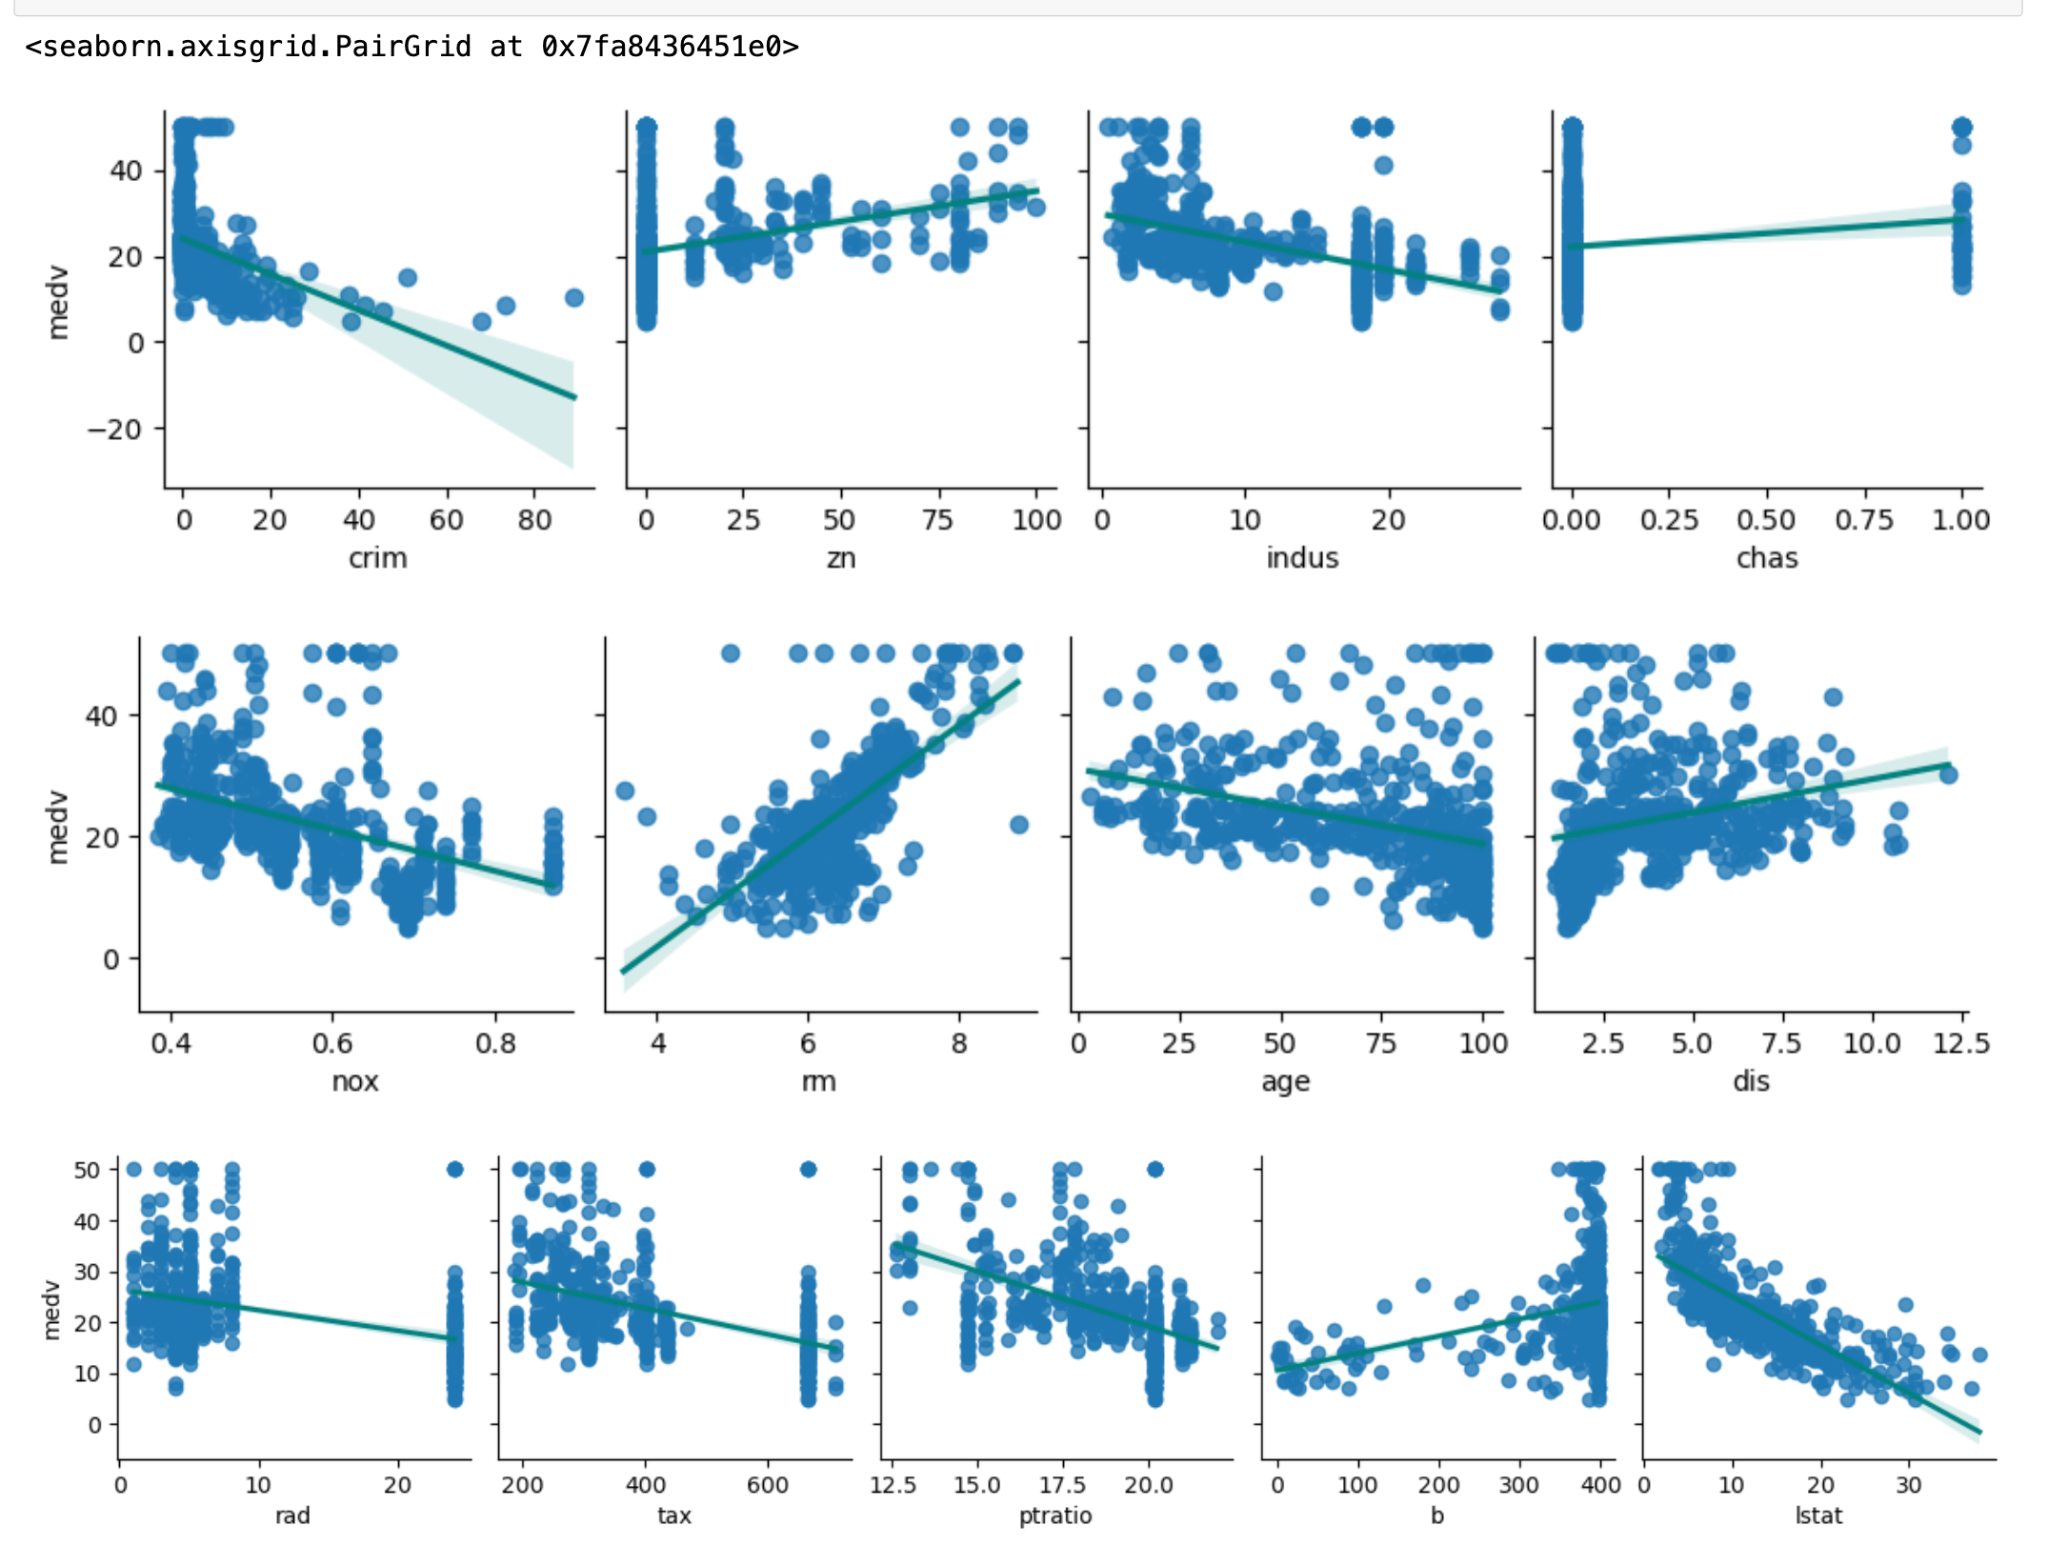 <seaborn.axisgrid.PairGrid at 0x7fa8436451e0>
medv
40
20
0
−20
0 20 40 60 80
crim
0 25 50 75 100
zn
0 10 20
indus
0.00 0.25 0.50 0.75 1.00
chas
medv
40
20
0
0.4 0.6 0.8
nox
4 6 8
rm
0 25 50 75 100
age
2.5 5.0 7.5 10.0 12.5
dis
medv
50
40
30
20
10
0
0 10 20
rad
200 400 600
tax
12.5 15.0 17.5 20.0
ptratio
0 100 200 300 400
b
0 10 20 30
lstat